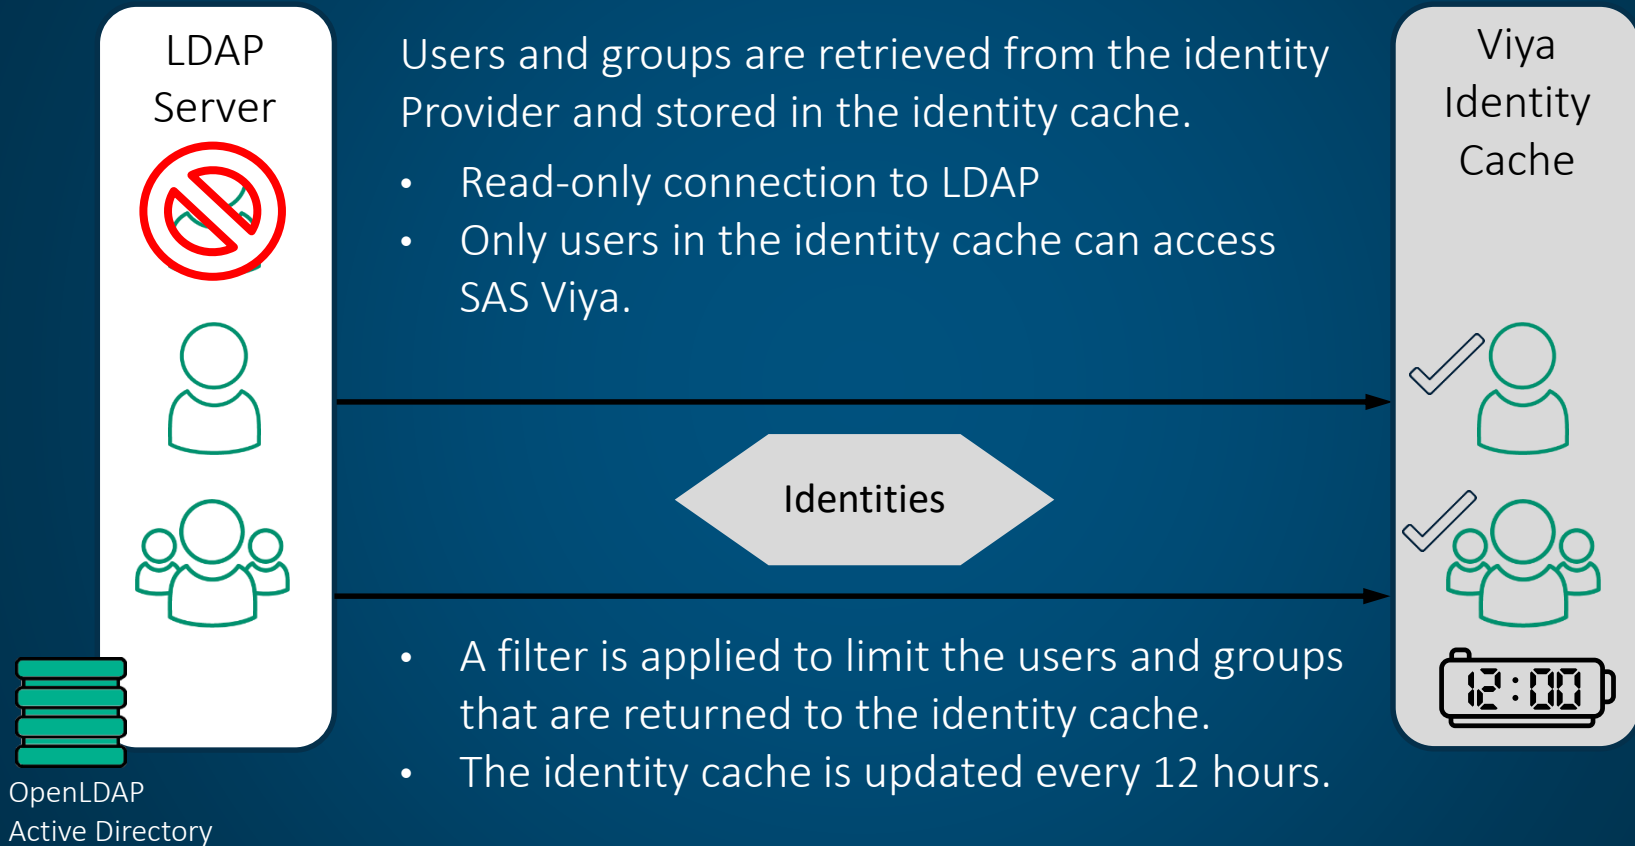 LDAP
Server
Users and groups are retrieved from the identity
Provider and stored in the identity cache.
• Read-only connection to LDAP
• Only users in the identity cache can access
SAS Viya.
Viya
Identity
Cache
Identities
• A filter is applied to limit the users and groups
that are returned to the identity cache.
• The identity cache is updated every 12 hours.
12:00
OpenLDAP
Active Directory